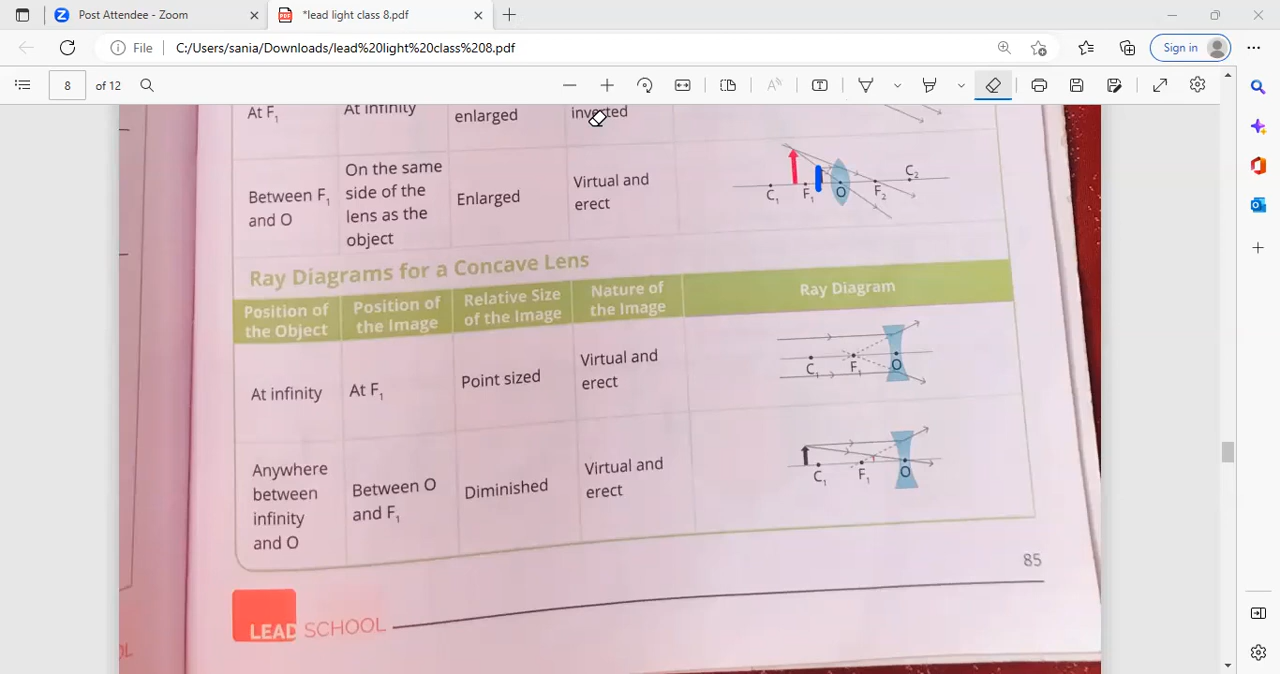 Post Attendee - Zoom
*lead light class 8.pdf
File
C:/Users/sania/Downloads/lead%20light%20class%208.pdf
Sign in
8 of 12
At F₁
At infinity
enlarged
inverted
Between F₁ and O
On the same
side of the
lens as the
object
Enlarged
Virtual and
erect
C₁ F₁ O F₂ C₂
Ray Diagrams for a Concave Lens
Position of
the Object
Position of
the Image
Relative Size
of the Image
Nature of
the Image
Ray Diagram
At infinity
At F₁
Point sized
Virtual and
erect
C₁ F₁ O
Anywhere
between
infinity
and O
Between O
and F₁
Diminished
Virtual and
erect
C₁ F₁ O
85
LEAD SCHOOL